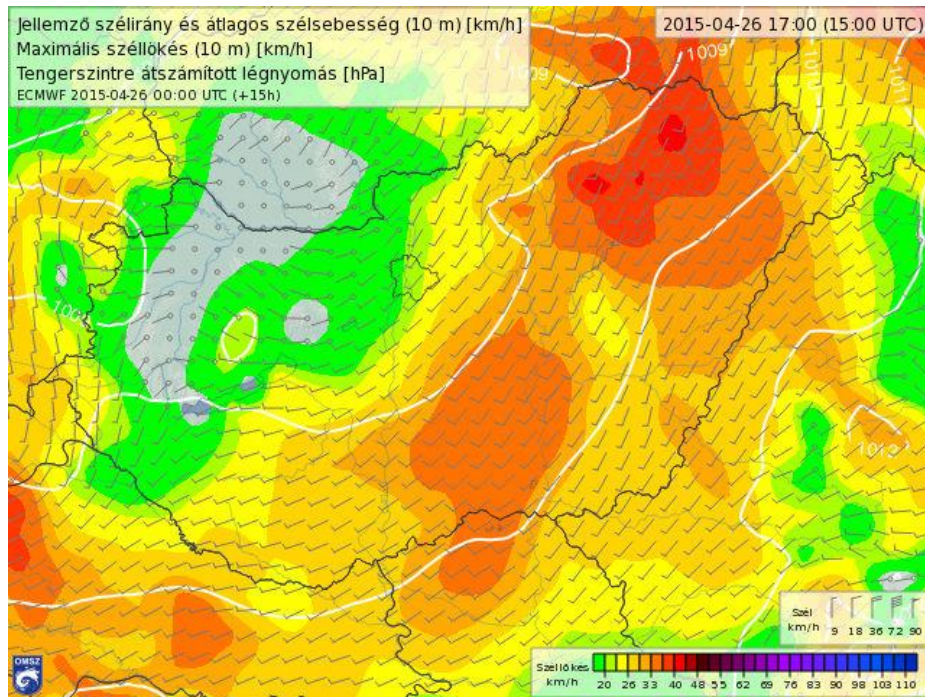 Jellemző szélirány és átlagos szélsebesség (10 m) [km/h]
Maximális széllökés (10 m) [km/h]
Tengerszintre átszámított légnyomás [hPa]
ECMWF 2015-04-26 00:00 UTC (+15h)
2015-04-26 17:00 (15:00 UTC)
1009
1009
1010
1011
Szél
km/h
9 18 36 72 90
OMSZ
Széllökés
km/h
20 26 33 40 48 55 62 69 76 83 90 98 103 110